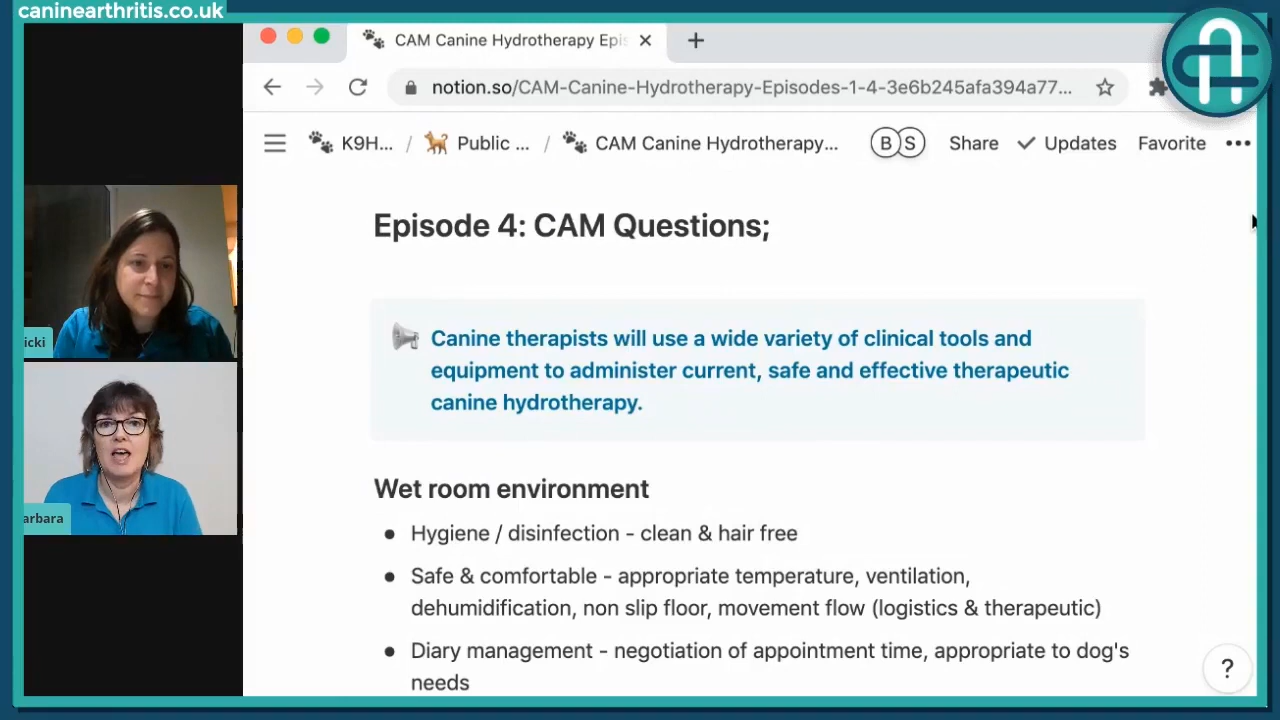 caninearthritis.co.uk
CAM Canine Hydrotherapy Epis
notion.so/CAM-Canine-Hydrotherapy-Episodes-1-4-3e6b245afa394a77...
K9H... / Public ... / CAM Canine Hydrotherapy... B S Share Updates Favorite
Episode 4: CAM Questions;
Canine therapists will use a wide variety of clinical tools and
equipment to administer current, safe and effective therapeutic
canine hydrotherapy.
icki
Wet room environment
arbara
• Hygiene / disinfection - clean & hair free
• Safe & comfortable - appropriate temperature, ventilation,
dehumidification, non slip floor, movement flow (logistics & therapeutic)
• Diary management - negotiation of appointment time, appropriate to dog's
needs
?